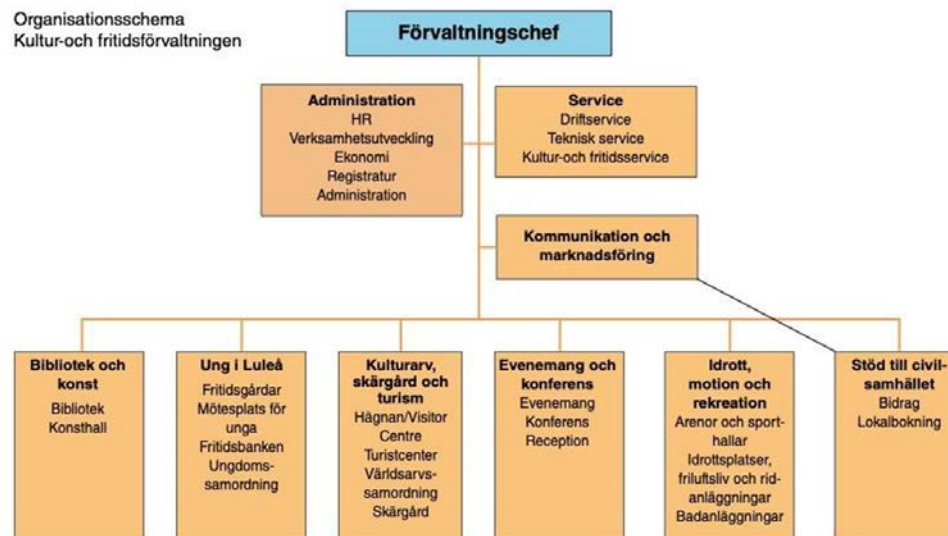 Organisationsschema
Kultur-och fritidsförvaltningen
Förvaltningschef
Administration
HR
Verksamhetsutveckling
Ekonomi
Registratur
Administration
Service
Driftservice
Teknisk service
Kultur-och fritidsservice
Kommunikation och
marknadsföring
Bibliotek och
konst
Bibliotek
Konsthall
Ung i Luleå
Fritidsgårdar
Mötesplats för
unga
Fritidsbanken
Ungdoms-
samordning
Kulturarv,
skärgård och
turism
Hägnan/Visitor
Centre
Turistcenter
Världsarvs-
samordning
Skärgård
Evenemang och
konferens
Evenemang
Konferens
Reception
Idrott,
motion och
rekreation
Arenor och sport-
hallar
Idrottsplatser,
friluftsliv och rid-
anläggningar
Badanläggningar
Stöd till civil-
samhället
Bidrag
Lokalbokning